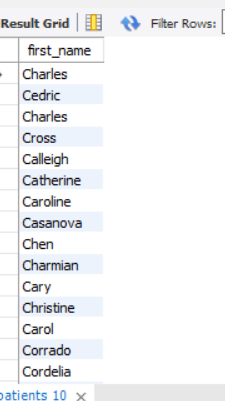 Result Grid Filter Rows:
first_name
Charles
Cedric
Charles
Cross
Calleigh
Catherine
Caroline
Casanova
Chen
Charmian
Cary
Christine
Carol
Corrado
Cordelia
patients 10